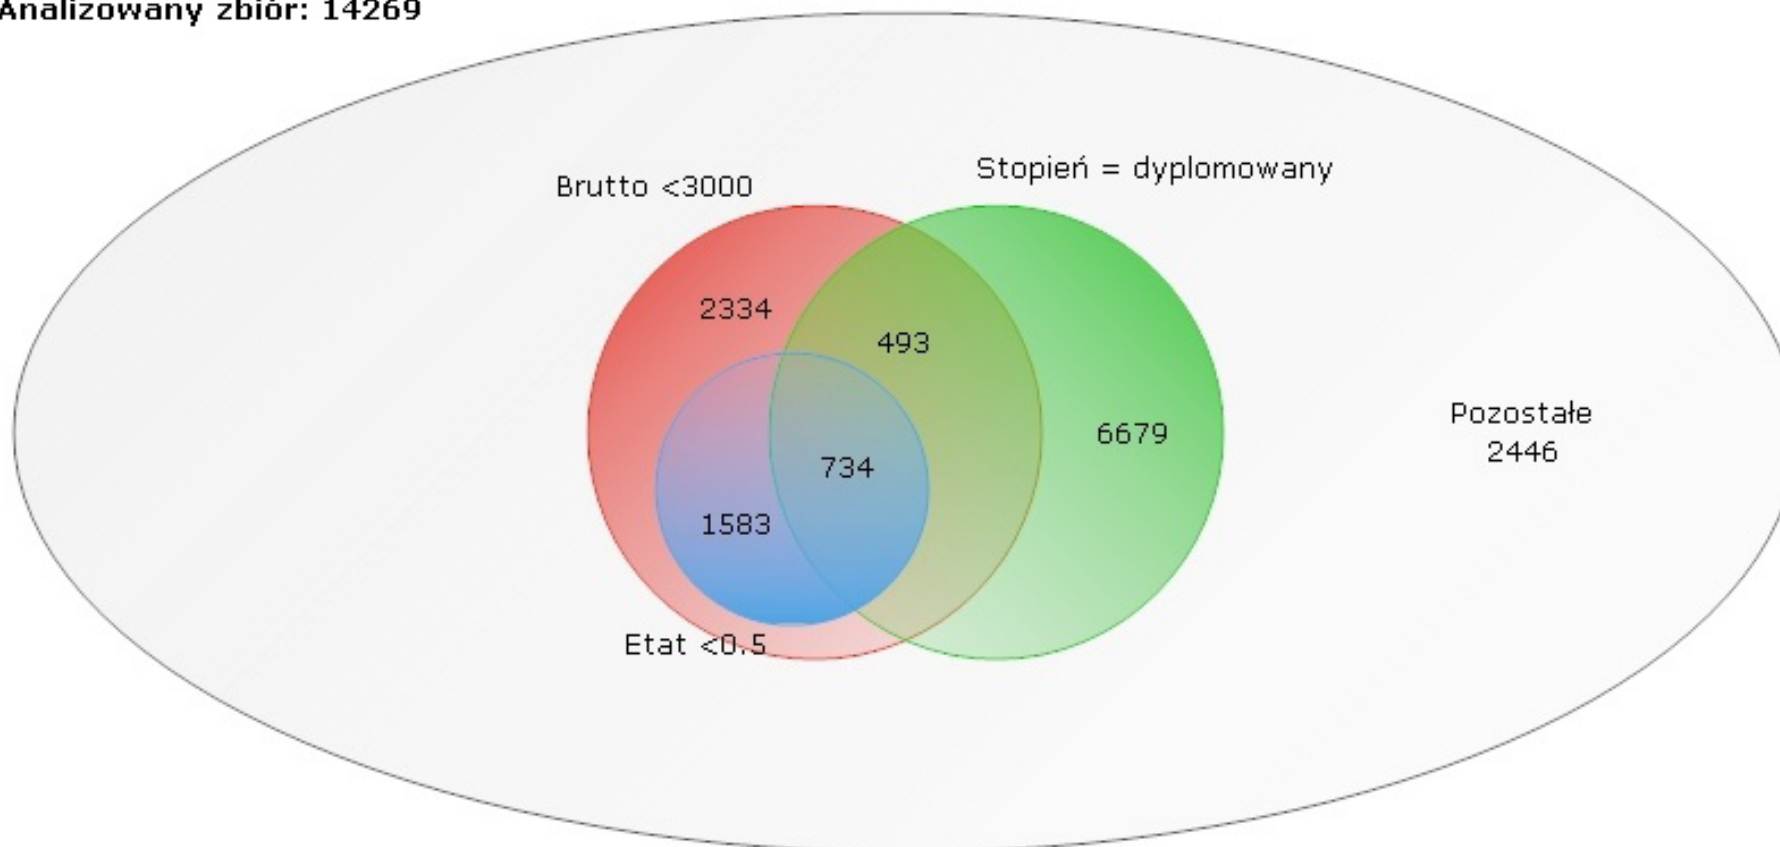 Analizowany zbiór: 14269
Stopień = dyplomowany
Brutto <3000
2334
493
Pozostałe
2446
6679
734
1583
Etat <0.5